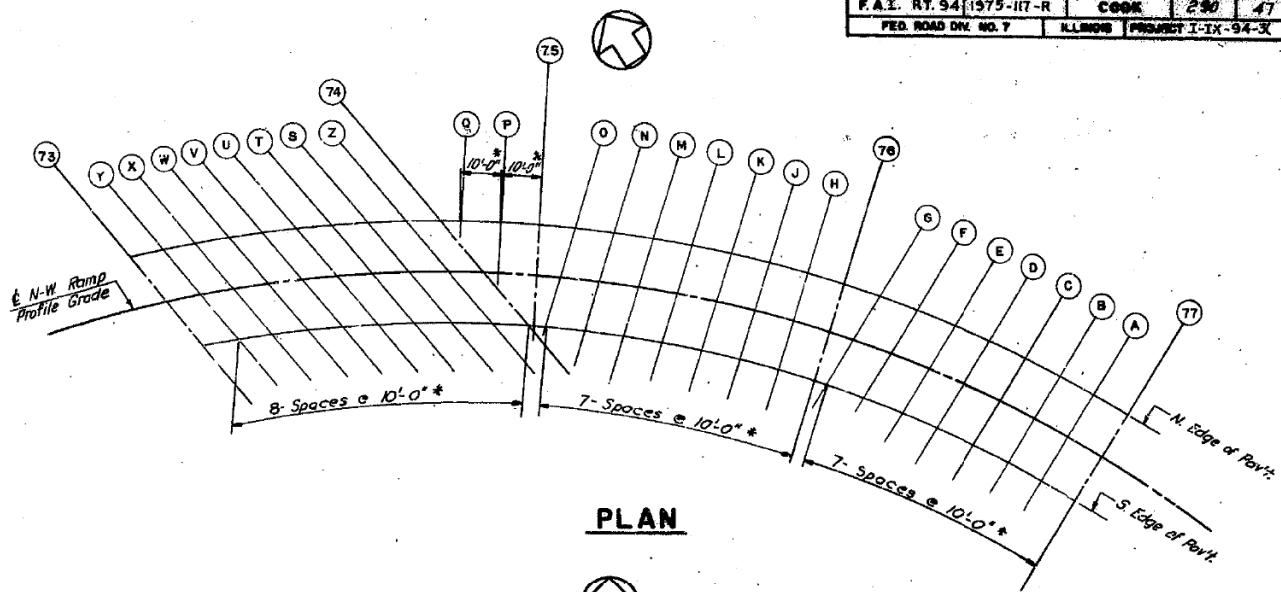 F.A.I. RT. 94 1975-117-R COOK 290 47
FED. ROAD DIV. NO. 7 ILLINOIS PROJECT I-IX-94-3(
75
74
73
Y X W V U T S Z
Q P
10'-0"* 10'-0"*
O N M L K J H
76
G F E D C B A
77
℄ N-W Ramp
Profile Grade
8- Spaces @ 10'-0" *
7- Spaces @ 10'-0" *
7- Spaces @ 10'-0" *
N. Edge of Pav't.
S. Edge of Pav't.
PLAN